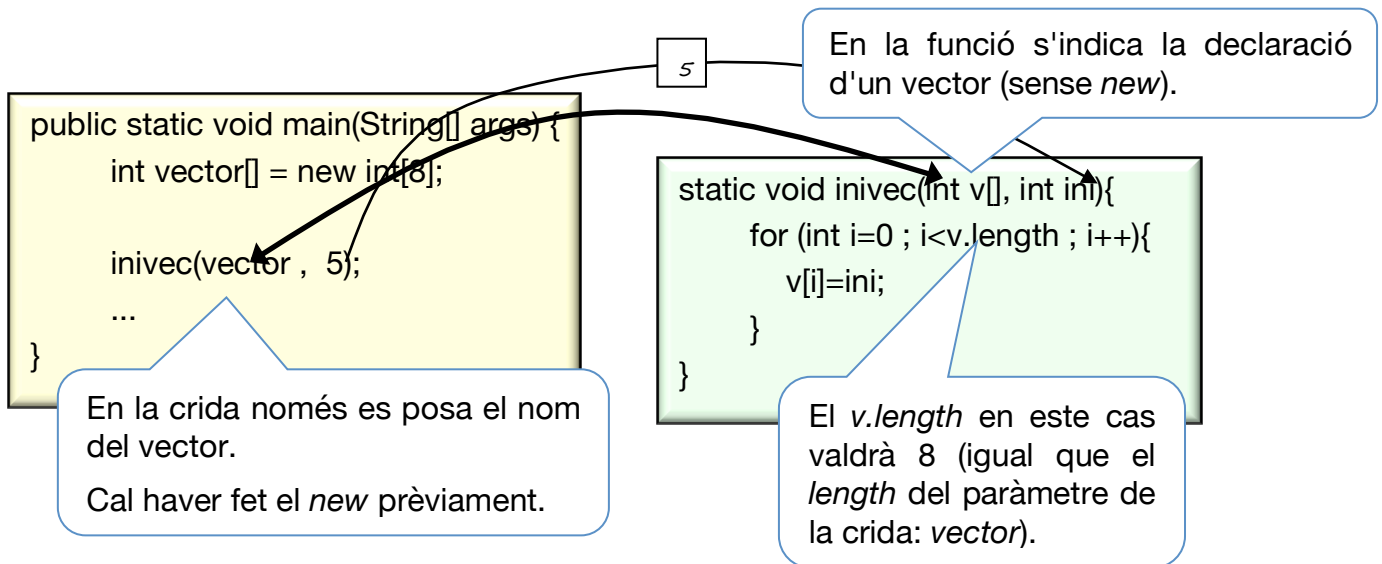 5
En la funció s'indica la declaració
d'un vector (sense new).
public static void main(String[] args) {
int vector[] = new int[8];
inivec(vector , 5);
...
}
static void inivec(int v[], int ini){
for (int i=0 ; i<v.length ; i++){
v[i]=ini;
}
}
En la crida només es posa el nom
del vector.
Cal haver fet el new prèviament.
El v.length en este cas
valdrà 8 (igual que el
length del paràmetre de
la crida: vector).